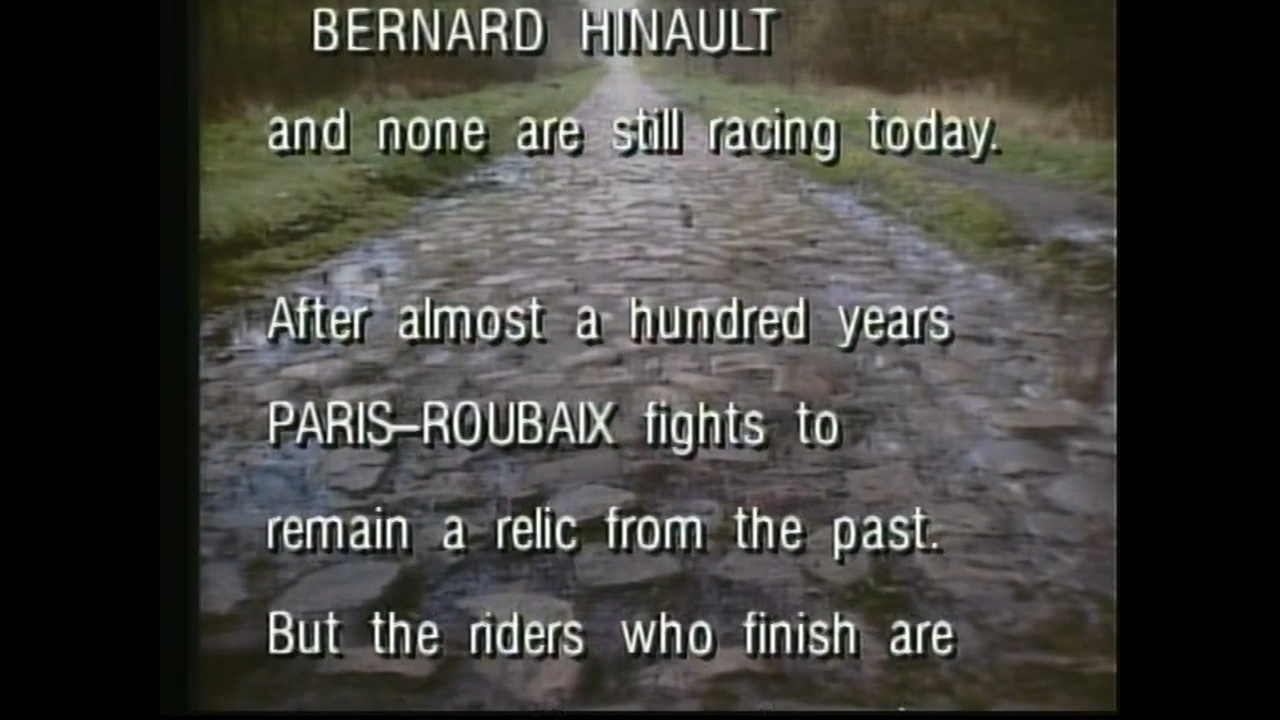 BERNARD HINAULT
and none are still racing today.
After almost a hundred years
PARIS–ROUBAIX fights to
remain a relic from the past.
But the riders who finish are